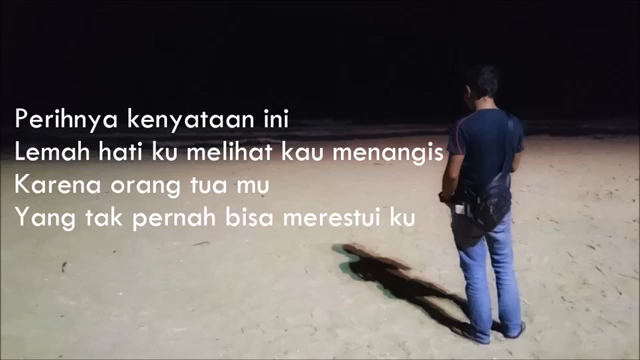 Perihnya kenyataan ini
Lemah hati ku melihat kau menangis
Karena orang tua mu
Yang tak pernah bisa merestui ku